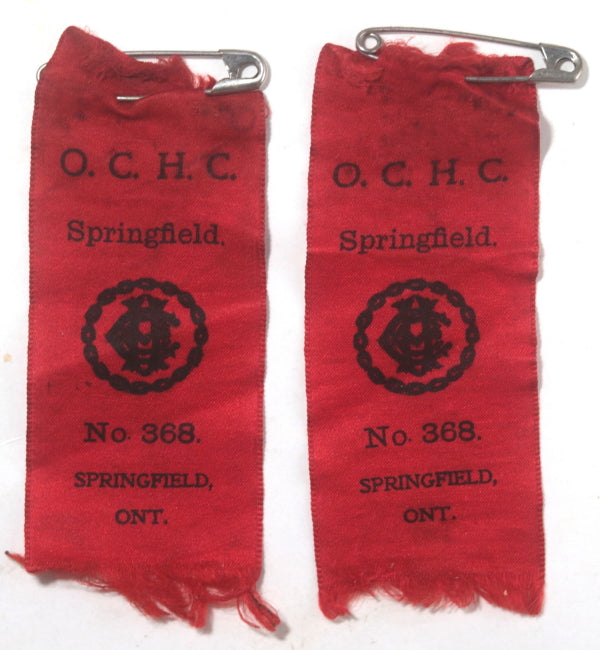 O. C. H. C.
Springfield.
No. 368.
SPRINGFIELD,
ONT.
O. C. H. C.
Springfield.
No. 368.
SPRINGFIELD,
ONT.